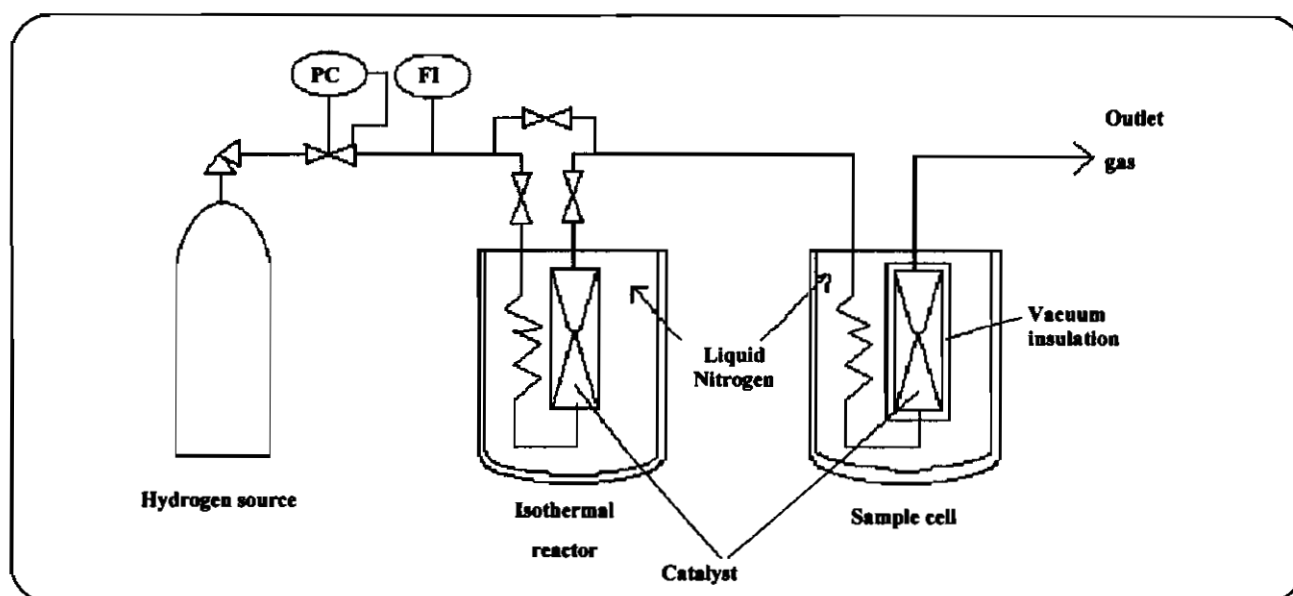 PC
FI
Outlet
gas
Vacuum
insulation
Liquid
Nitrogen
Hydrogen source
Isothermal
reactor
Sample cell
Catalyst